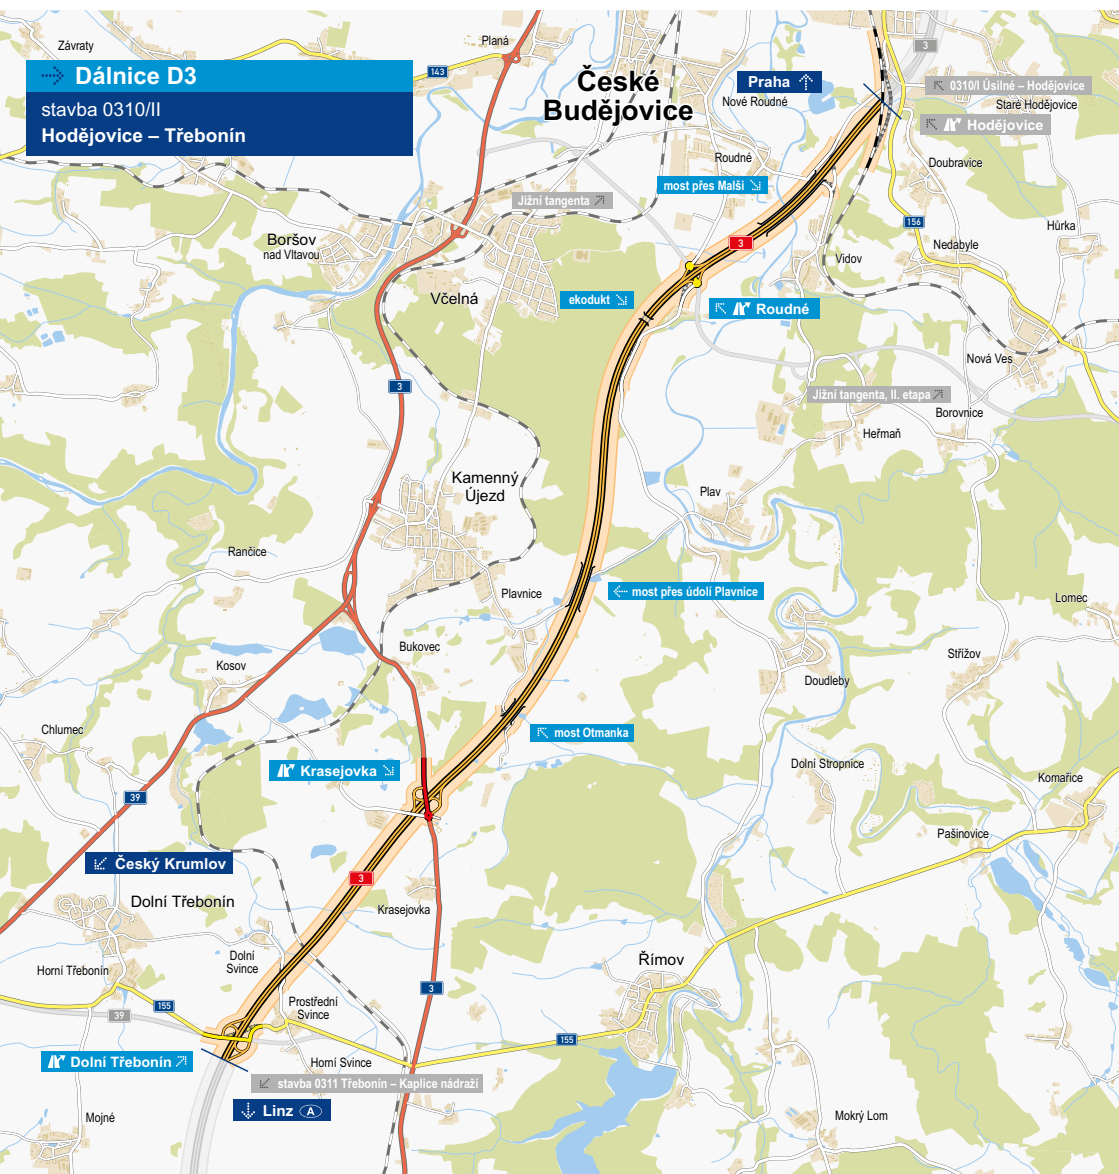 Závraty
Planá
3
Dálnice D3
stavba 0310/II
Hodějovice – Třebonín
143
České
Budějovice
Praha
Nové Roudné
0310/I Úsilné – Hodějovice
Staré Hodějovice
Hodějovice
Roudné
Doubravice
most přes Malší
Jižní tangenta
156
Hůrka
Boršov
nad Vltavou
3
Nedabyle
Vidov
Včelná
ekodukt
Roudné
Nová Ves
3
Jižní tangenta, II. etapa
Borovnice
Heřmaň
Kamenný
Újezd
Plav
Rančice
Plavnice
most přes údolí Plavnice
Lomec
Bukovec
Střížov
Kosov
Doudleby
Chlumec
most Otmanka
Krasejovka
Dolní Stropnice
Komařice
39
Pašinovice
Český Krumlov
3
Dolní Třebonín
Krasejovka
Dolní
Svince
Římov
Horní Třebonín
3
155
39
Prostřední
Svince
155
Dolní Třebonín
Horní Svince
stavba 0311 Třebonín – Kaplice nádraží
Linz A
Mojné
Mokrý Lom